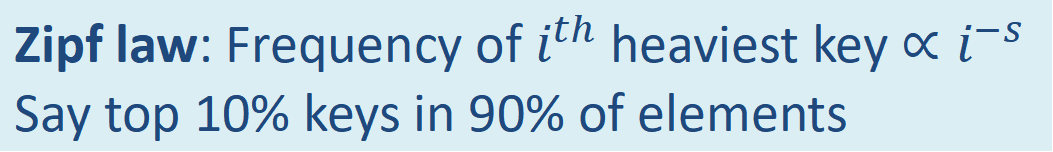 Zipf law: Frequency of i^th heaviest key ∝ i^−s
Say top 10% keys in 90% of elements